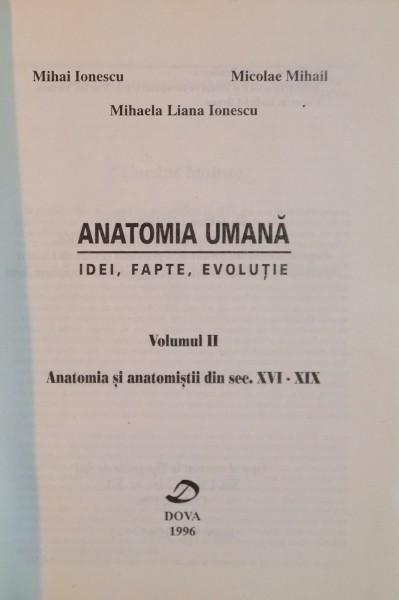 Mihai Ionescu Micolae Mihail
Mihaela Liana Ionescu
ANATOMIA UMANĂ
IDEI, FAPTE, EVOLUȚIE
Volumul II
Anatomia și anatomiștii din sec. XVI - XIX
DOVA
1996